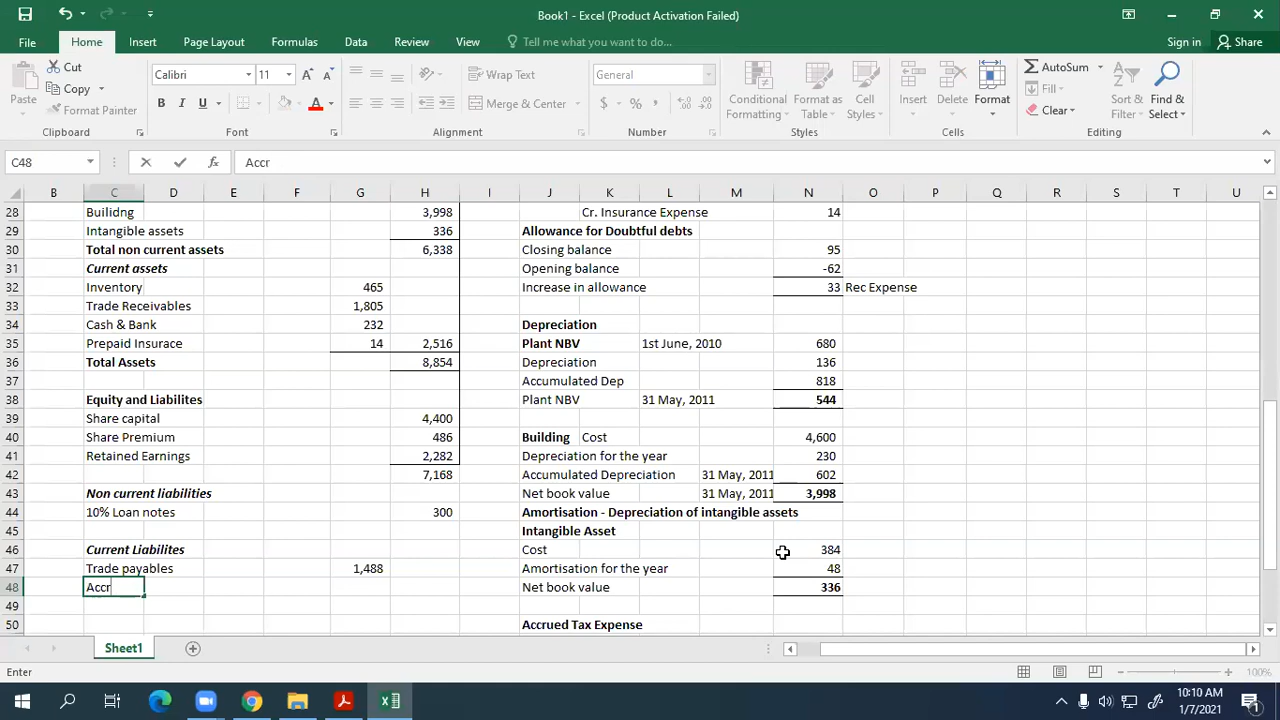 Book1 - Excel (Product Activation Failed)
File Home Insert Page Layout Formulas Data Review View Tell me what you want to do... Sign in Share
Paste Cut Copy Format Painter Clipboard
Calibri 11 A A B I U A Font
Wrap Text Merge & Center Alignment
General $ % Number
Conditional Formatting Format as Table Cell Styles Styles
Insert Delete Format Cells
AutoSum Fill Clear Sort & Filter Find & Select Editing
C48 fx Accr
B C D E F G H I J K L M N O P Q R S T U
28 Builidng 3,998 Cr. Insurance Expense 14
29 Intangible assets 336 Allowance for Doubtful debts
30 Total non current assets 6,338 Closing balance 95
31 Current assets Opening balance -62
32 Inventory 465 Increase in allowance 33 Rec Expense
33 Trade Receivables 1,805
34 Cash & Bank 232 Depreciation
35 Prepaid Insurace 14 2,516 Plant NBV 1st June, 2010 680
36 Total Assets 8,854 Depreciation 136
37 Accumulated Dep 818
38 Equity and Liabilites Plant NBV 31 May, 2011 544
39 Share capital 4,400
40 Share Premium 486 Building Cost 4,600
41 Retained Earnings 2,282 Depreciation for the year 230
42 7,168 Accumulated Depreciation 31 May, 2011 602
43 Non current liabilities Net book value 31 May, 2011 3,998
44 10% Loan notes 300 Amortisation - Depreciation of intangible assets
45 Intangible Asset
46 Current Liabilites Cost 384
47 Trade payables 1,488 Amortisation for the year 48
48 Accr Net book value 336
49
50 Accrued Tax Expense
Sheet1
Enter 100%
10:10 AM
1/7/2021
1